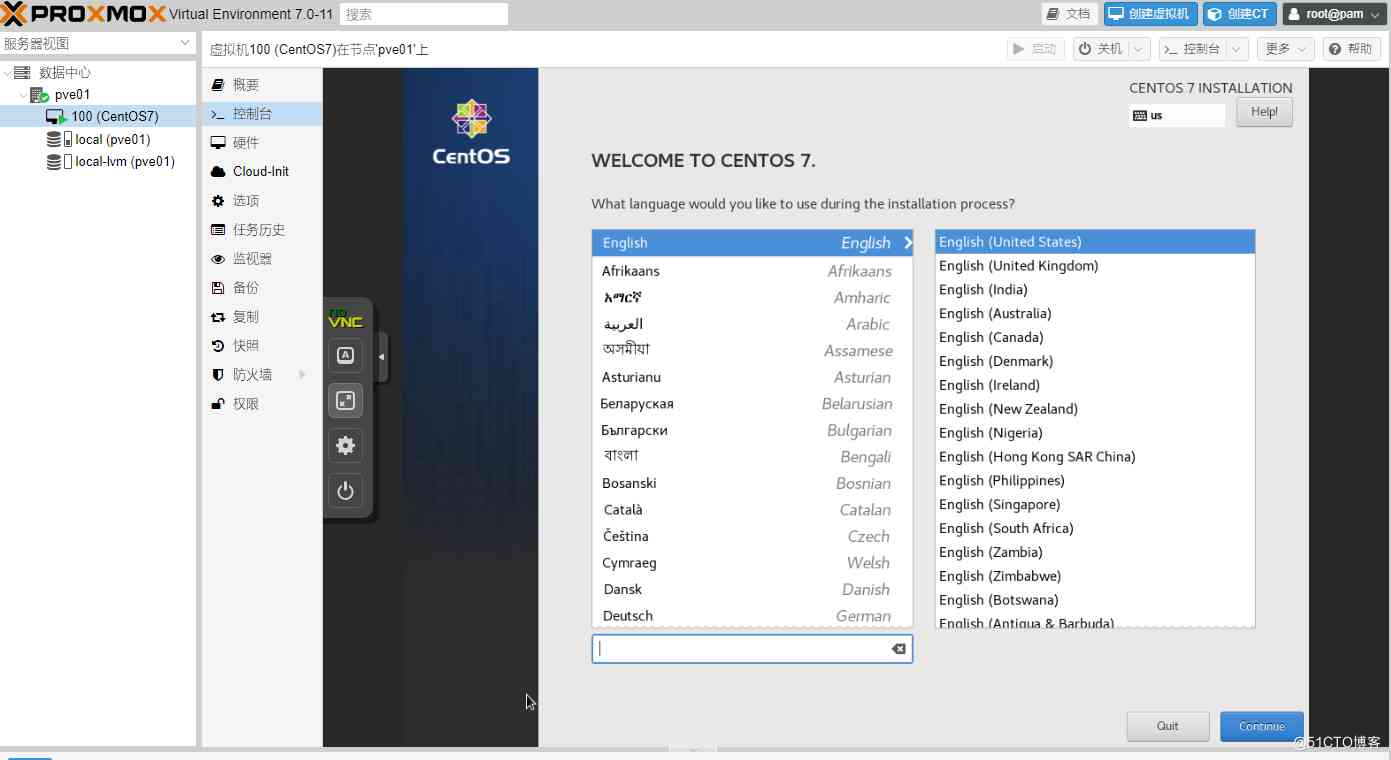 PROXMOX Virtual Environment 7.0-11 搜索 文档 创建虚拟机 创建CT root@pam
服务器视图
数据中心
pve01
100 (CentOS7)
local (pve01)
local-lvm (pve01)
虚拟机100 (CentOS7)在节点'pve01'上 启动 关机 控制台 更多 帮助
概要
控制台
硬件
Cloud-Init
选项
任务历史
监视器
备份
复制
快照
防火墙
权限
no
VNC
A
CentOS
CENTOS 7 INSTALLATION
us Help!
WELCOME TO CENTOS 7.
What language would you like to use during the installation process?
English English
Afrikaans Afrikaans
አማርኛ Amharic
العربية Arabic
অসমীয়া Assamese
Asturianu Asturian
Беларуская Belarusian
Български Bulgarian
বাংলা Bengali
Bosanski Bosnian
Català Catalan
Čeština Czech
Cymraeg Welsh
Dansk Danish
Deutsch German
English (United States)
English (United Kingdom)
English (India)
English (Australia)
English (Canada)
English (Denmark)
English (Ireland)
English (New Zealand)
English (Nigeria)
English (Hong Kong SAR China)
English (Philippines)
English (Singapore)
English (South Africa)
English (Zambia)
English (Zimbabwe)
English (Botswana)
English (Antigua & Barbuda)
Quit Continue
@51CTO博客